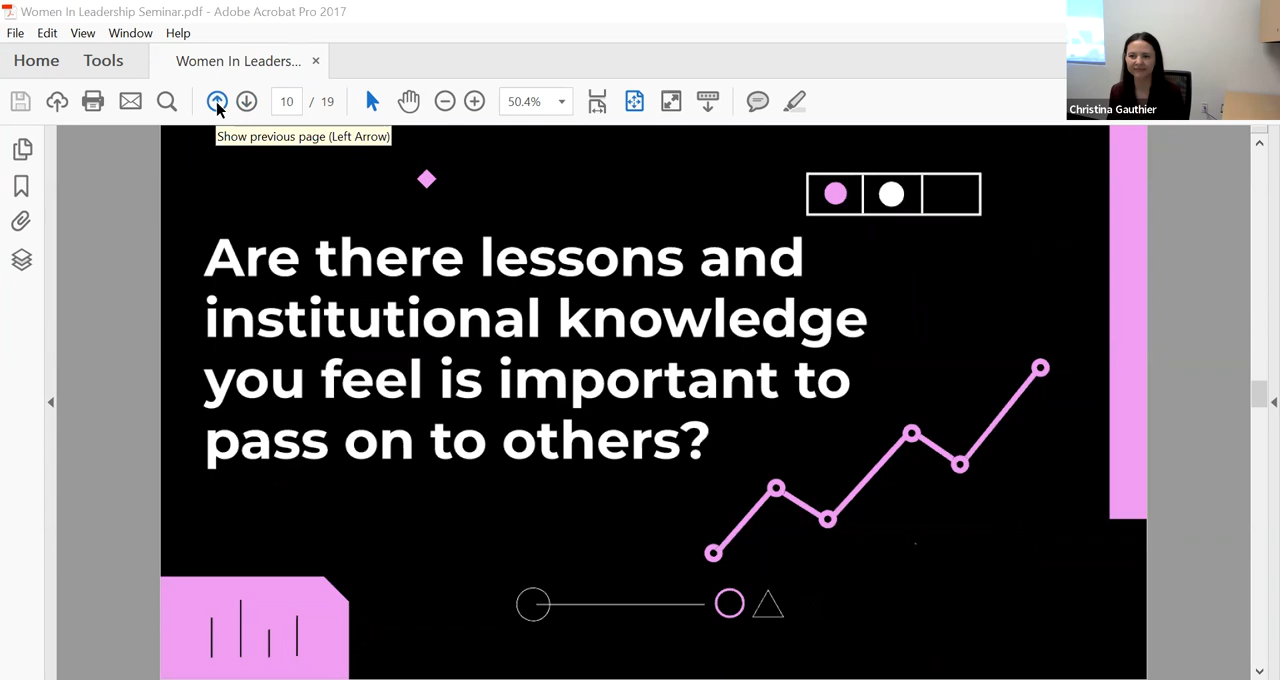 Women In Leadership Seminar.pdf - Adobe Acrobat Pro 2017
File Edit View Window Help
Home Tools Women In Leaders... ×
10 / 19 50.4%
Christina Gauthier
Show previous page (Left Arrow)
Are there lessons and
institutional knowledge
you feel is important to
pass on to others?